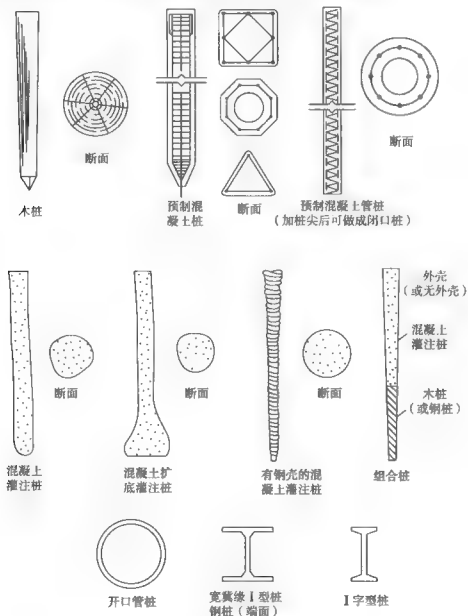 断面
木桩
预制混
凝土桩
断面
断面
预制混凝土管桩
（加桩尖后可做成闭口桩）
外壳
（或无外壳）
混凝土
灌注桩
木桩
（或钢桩）
断面
断面
断面
混凝土
灌注桩
混凝土扩
底灌注桩
有钢壳的混
凝土灌注桩
组合桩
开口管桩
宽翼缘I型桩
钢桩（端面）
I字型桩